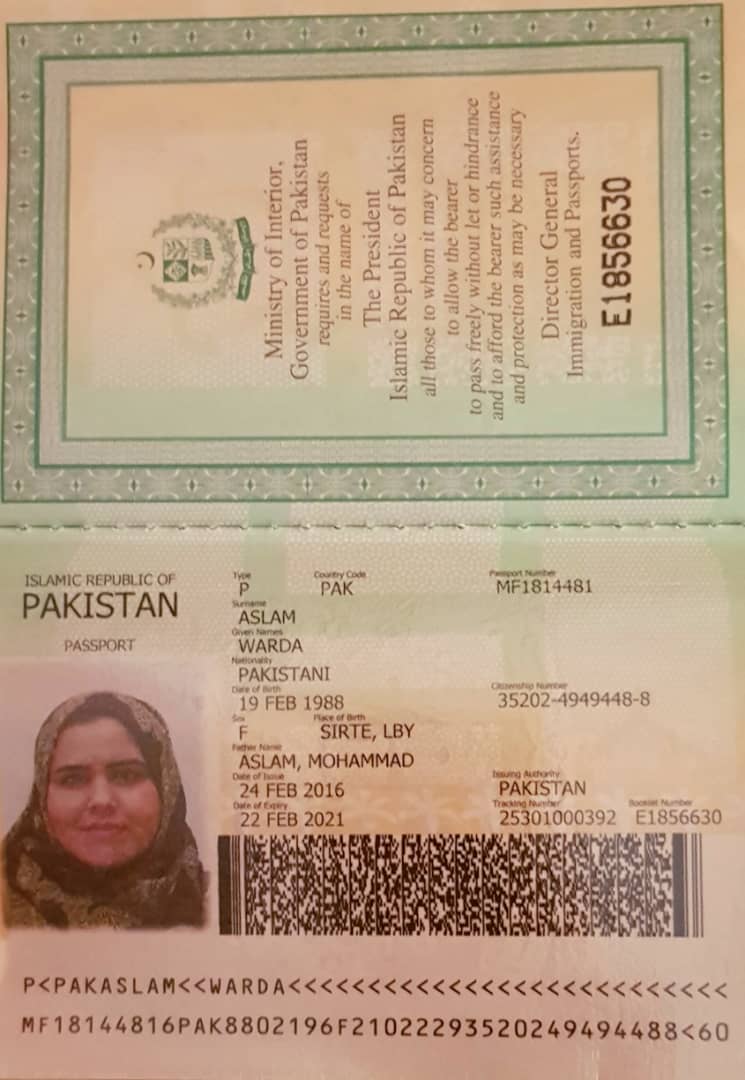 Ministry of Interior,
Government of Pakistan
requires and requests
in the name of
The President
Islamic Republic of Pakistan
all those to whom it may concern
to allow the bearer
to pass freely without let or hindrance
and to afford the bearer such assistance
and protection as may be necessary
Director General
Immigration and Passports.
E1856630
ISLAMIC REPUBLIC OF
PAKISTAN
PASSPORT
Type Country Code Passport Number
P PAK MF1814481
Surname
ASLAM
Given Names
WARDA
Nationality
PAKISTANI
Date of Birth Citizenship Number
19 FEB 1988 35202-4949448-8
Sex Place of Birth
F SIRTE, LBY
Father Name
ASLAM, MOHAMMAD
Date of Issue Issuing Authority
24 FEB 2016 PAKISTAN
Date of Expiry Tracking Number Booklet Number
22 FEB 2021 25301000392 E1856630
P<PAKASLAM<<WARDA<<<<<<<<<<<<<<<<<<<<<<<<<<<
MF18144816PAK8802196F21022293520249494488<60